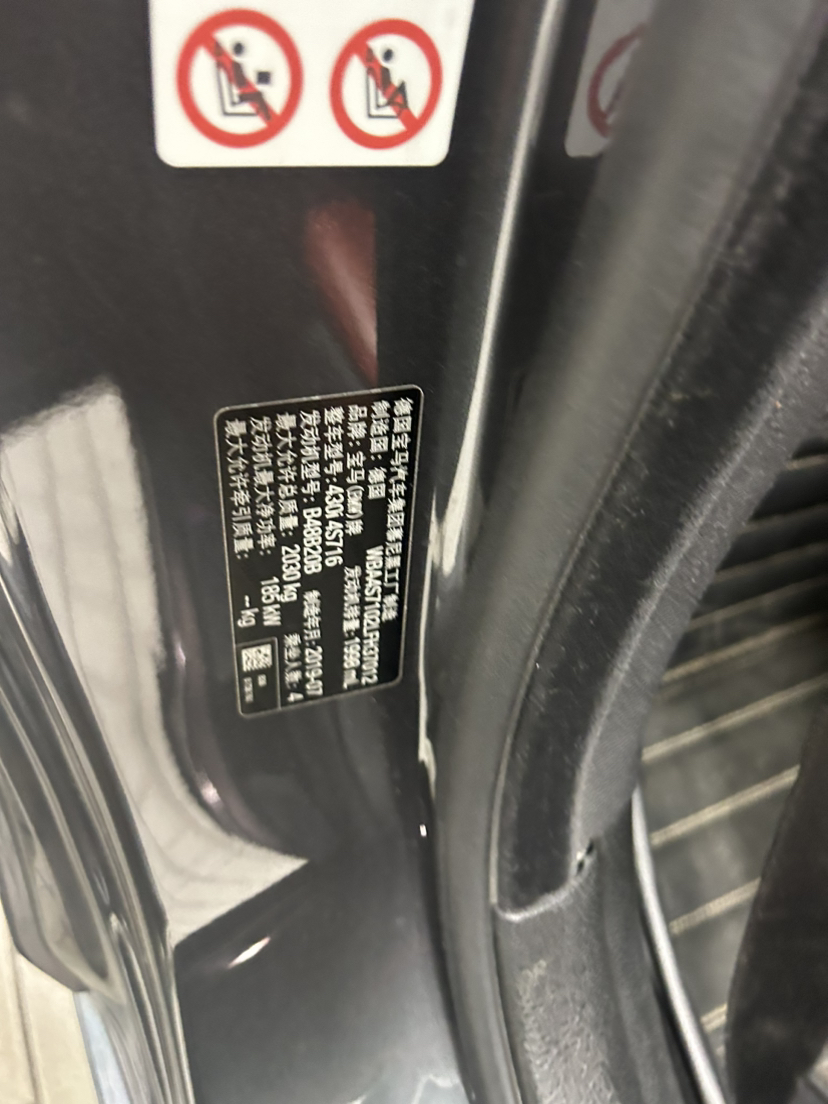 德国宝马汽车集团慕尼黑工厂制造
制造国：德国 WBA4S7102LFH37012
品牌：宝马(BMW)牌 发动机排量：1998 mL
整车型号：430i 4S716
发动机型号：B48B20B 制造年月：2019-07
最大允许总质量：2030 kg 乘坐人数：4
发动机最大净功率：185 kW
最大允许牵引质量：-- kg